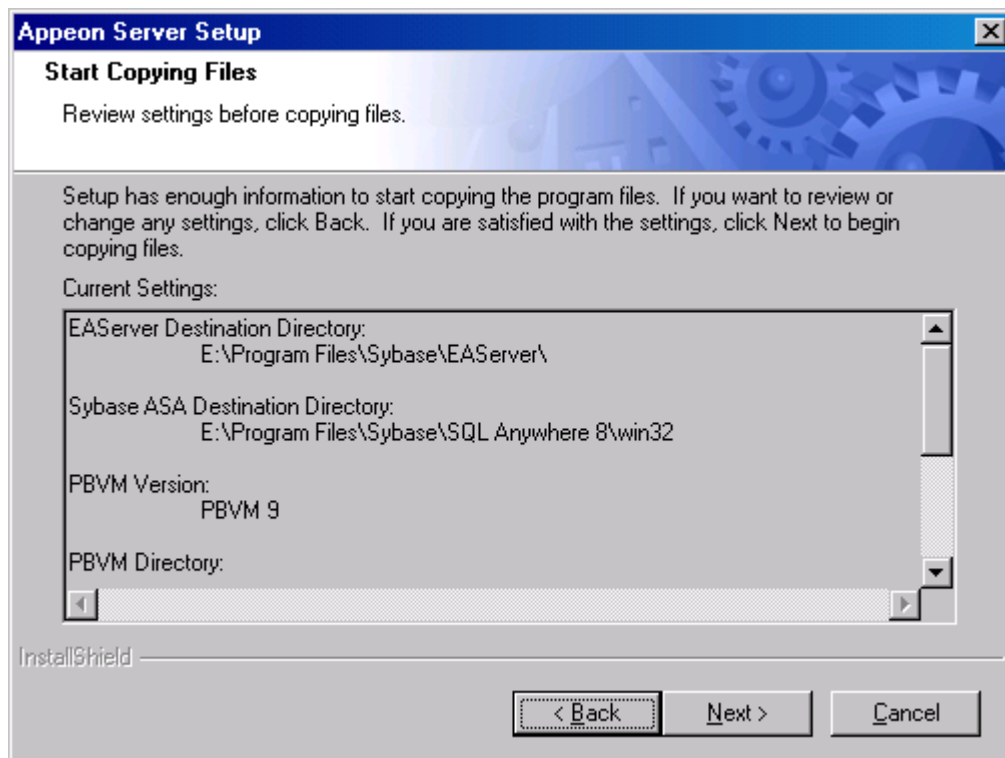 Appeon Server Setup
Start Copying Files
Review settings before copying files.
Setup has enough information to start copying the program files.  If you want to review or
change any settings, click Back.  If you are satisfied with the settings, click Next to begin
copying files.
Current Settings:
EAServer Destination Directory:
E:\Program Files\Sybase\EAServer\
Sybase ASA Destination Directory:
E:\Program Files\Sybase\SQL Anywhere 8\win32
PBVM Version:
PBVM 9
PBVM Directory:
InstallShield
< Back
Next >
Cancel